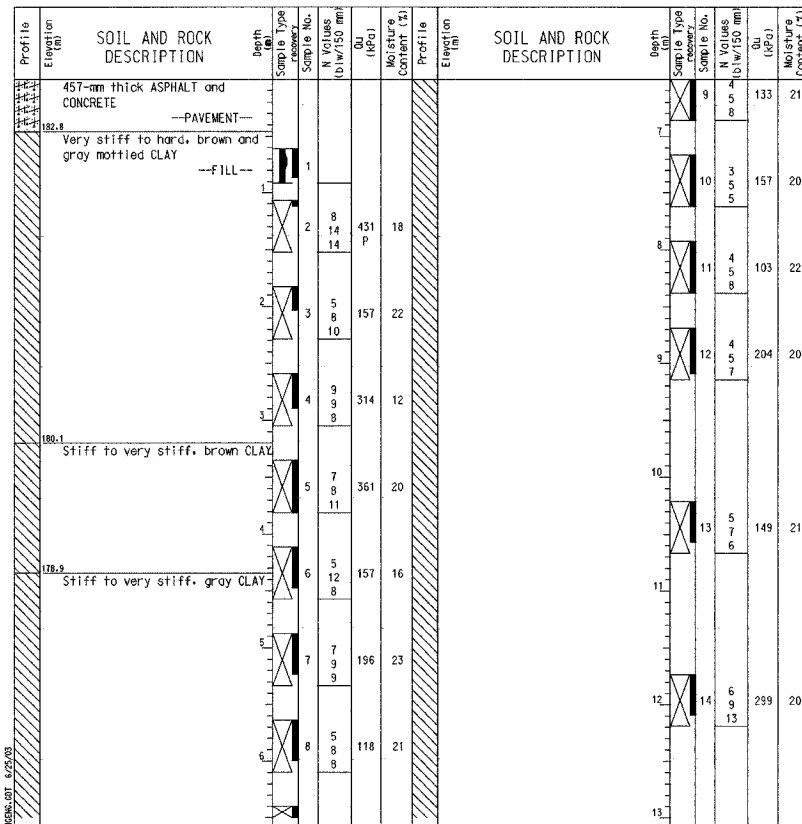 Profile
Elevation (m)
SOIL AND ROCK
DESCRIPTION
Depth (m)
Sample Type
recovery
Sample No.
N Values
(blw/150 mm)
Qu
(kPa)
Moisture
Content (%)
457-mm thick ASPHALT and
CONCRETE
---PAVEMENT---
182.8
Very stiff to hard, brown and
gray mottled CLAY
---FILL---
1
1
2
8
14
14
431
P
18
2
3
5
8
10
157
22
3
4
9
9
8
314
12
180.1
Stiff to very stiff, brown CLAY
5
7
8
11
361
20
4
178.9
Stiff to very stiff, gray CLAY
6
5
12
8
157
16
5
7
7
9
9
196
23
6
8
5
8
8
118
21
6/25/03
Profile
Elevation (m)
SOIL AND ROCK
DESCRIPTION
Depth (m)
Sample Type
recovery
Sample No.
N Values
(blw/150 mm)
Qu
(kPa)
Moisture
Content (%)
9
4
5
8
133
21
7
10
3
5
5
157
20
8
11
4
5
8
103
22
9
12
4
5
7
204
20
10
13
5
7
6
149
21
11
12
14
6
9
13
299
20
13